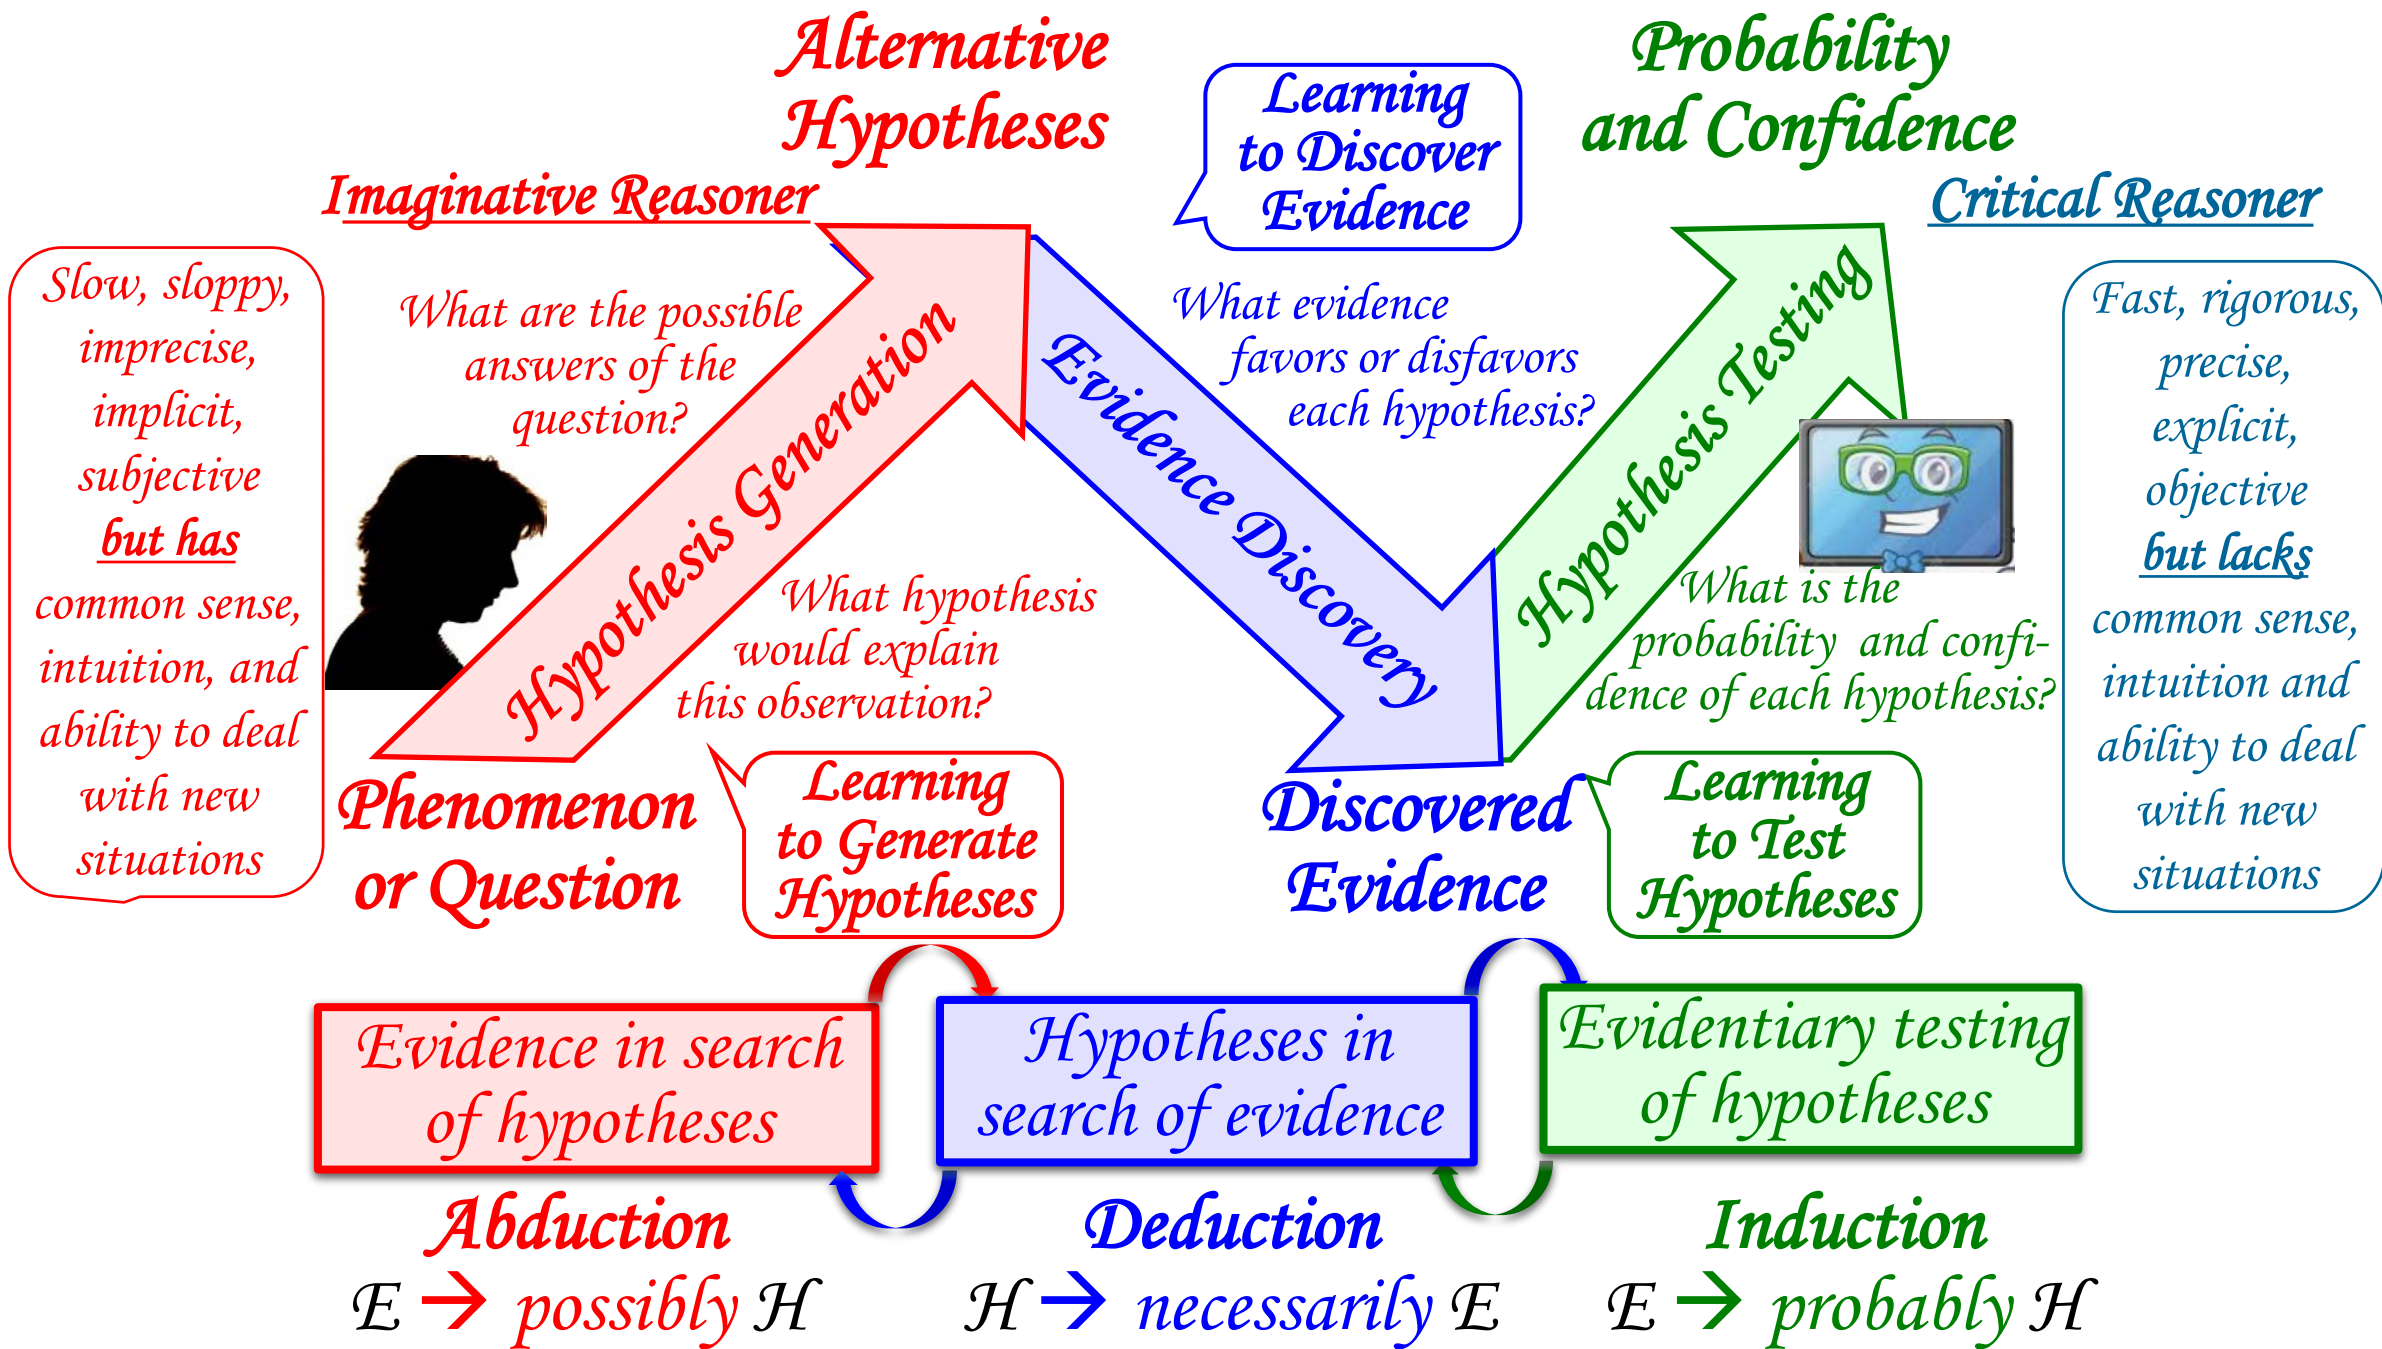 Alternative
Hypotheses
Probability
and Confidence
Learning
to Discover
Evidence
Imaginative Reasoner
Critical Reasoner
Slow, sloppy,
imprecise,
implicit,
subjective
but has
common sense,
intuition, and
ability to deal
with new
situations
What are the possible
answers of the
question?
Hypothesis Generation
What hypothesis
would explain
this observation?
Phenomenon
or Question
Learning
to Generate
Hypotheses
What evidence
favors or disfavors
each hypothesis?
Evidence Discovery
Discovered
Evidence
Hypothesis Testing
What is the
probability and confi-
dence of each hypothesis?
Learning
to Test
Hypotheses
Fast, rigorous,
precise,
explicit,
objective
but lacks
common sense,
intuition and
ability to deal
with new
situations
Evidence in search
of hypotheses
Hypotheses in
search of evidence
Evidentiary testing
of hypotheses
Abduction
E → possibly H
Deduction
H → necessarily E
Induction
E → probably H